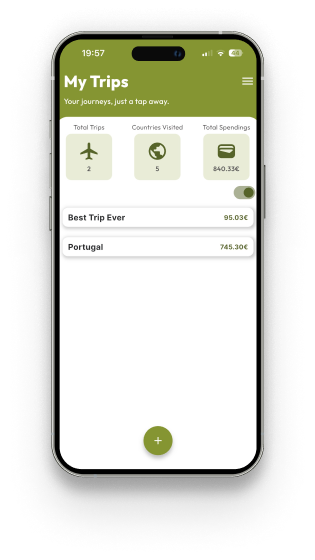 19:57
48
My Trips
Your journeys, just a tap away.
Total Trips
Countries Visited
Total Spendings
2
5
840.33€
Best Trip Ever
95.03€
Portugal
745.30€
+